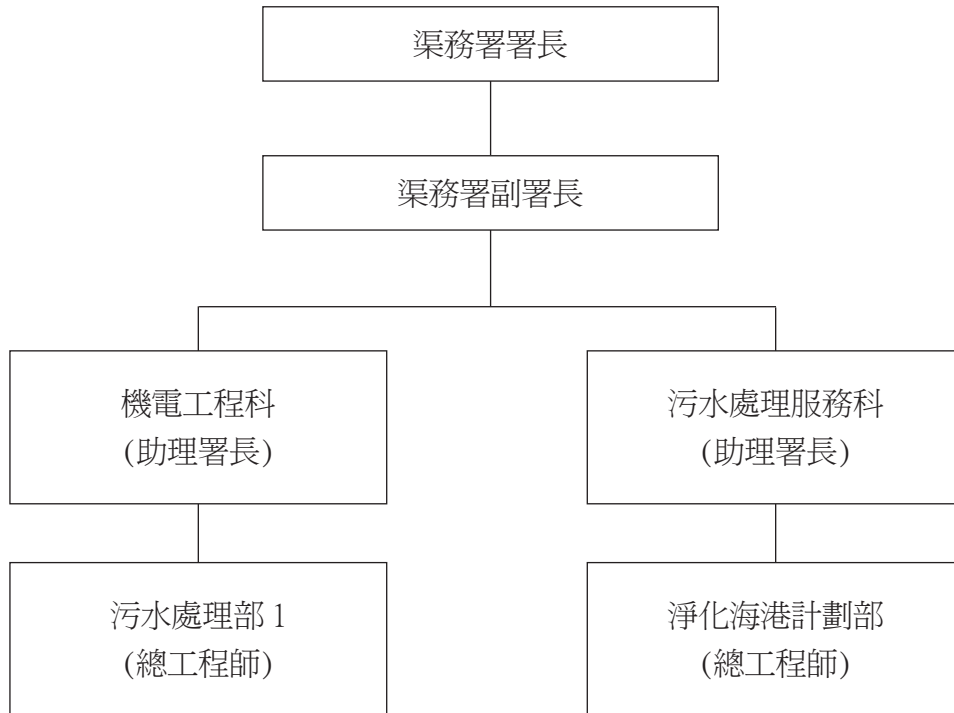 渠務署署長
渠務署副署長
機電工程科
(助理署長)
污水處理服務科
(助理署長)
污水處理部 1
(總工程師)
淨化海港計劃部
(總工程師)